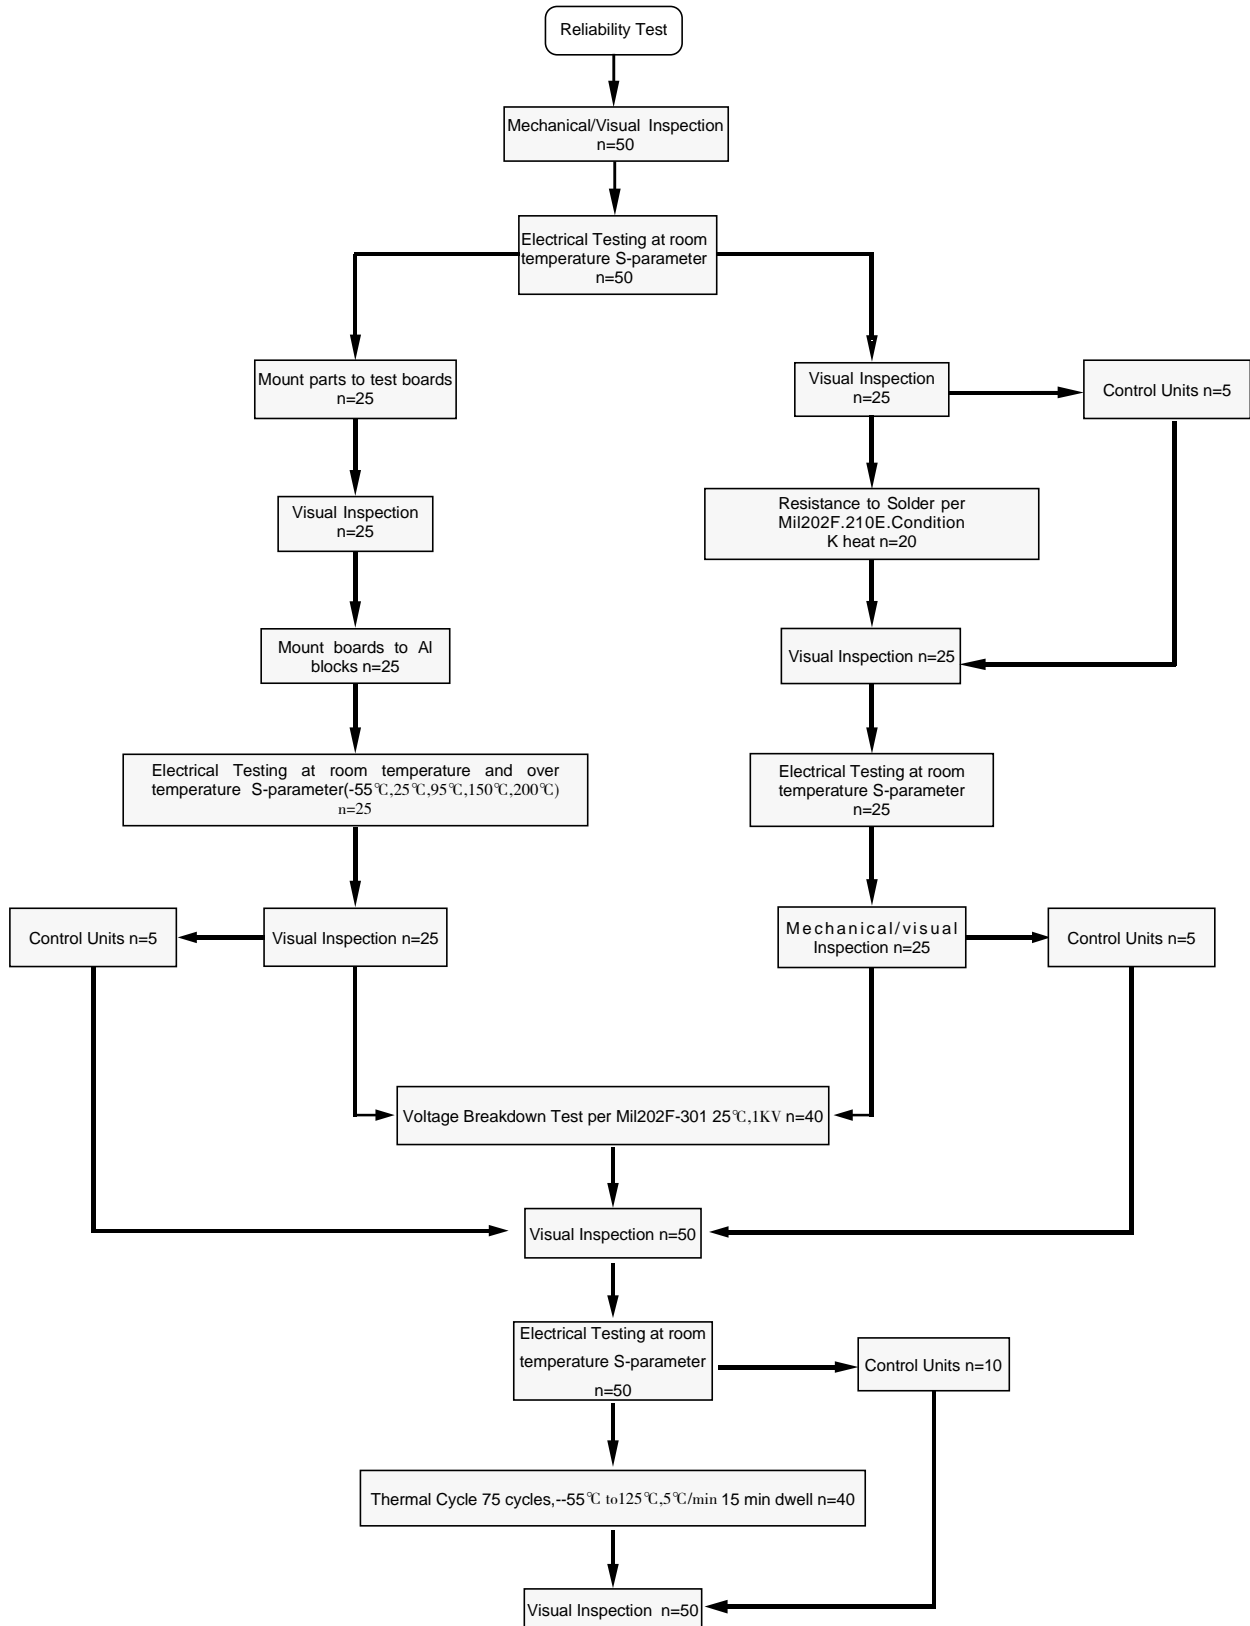 Reliability Test
Mechanical/Visual Inspection
n=50
Electrical Testing at room
temperature S-parameter
n=50
Mount parts to test boards
n=25
Visual Inspection
n=25
Control Units n=5
Visual Inspection
n=25
Resistance to Solder per
Mil202F.210E.Condition
K heat n=20
Mount boards to Al
blocks n=25
Visual Inspection n=25
Electrical Testing at room temperature and over
temperature S-parameter(-55℃,25℃,95℃,150℃,200℃)
n=25
Electrical Testing at room
temperature S-parameter
n=25
Control Units n=5
Visual Inspection n=25
Mechanical/visual
Inspection n=25
Control Units n=5
Voltage Breakdown Test per Mil202F-301 25℃,1KV n=40
Visual Inspection n=50
Electrical Testing at room
temperature S-parameter
n=50
Control Units n=10
Thermal Cycle 75 cycles,--55℃ to125℃,5℃/min 15 min dwell n=40
Visual Inspection n=50